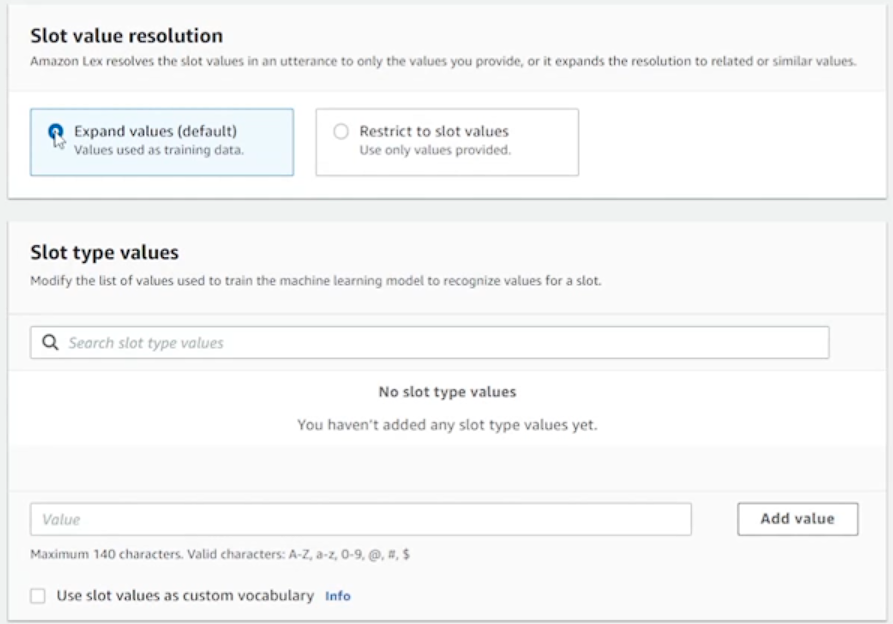 Slot value resolution
Amazon Lex resolves the slot values in an utterance to only the values you provide, or it expands the resolution to related or similar values.
Expand values (default)
Values used as training data.
Restrict to slot values
Use only values provided.
Slot type values
Modify the list of values used to train the machine learning model to recognize values for a slot.
Search slot type values
No slot type values
You haven't added any slot type values yet.
Value
Add value
Maximum 140 characters. Valid characters: A-Z, a-z, 0-9, @, #, $
Use slot values as custom vocabulary Info